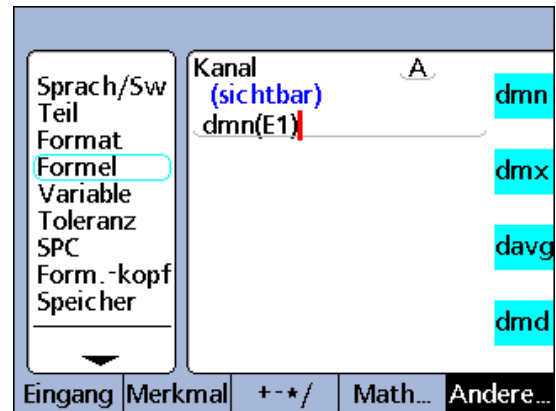 Sprach/Sw
Teil
Format
Formel
Variable
Toleranz
SPC
Form.-kopf
Speicher
Kanal A
(sichtbar)
dmn(E1)
dmn
dmx
davg
dmd
Eingang Merkmal +-*/ Math... Andere...